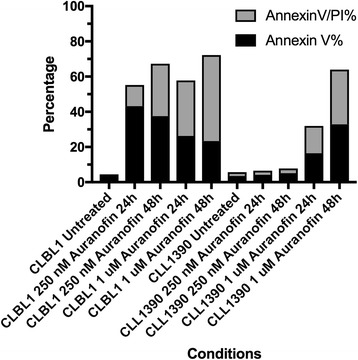 AnnexinV/PI%
Annexin V%
Percentage
100
80
60
40
20
0
CLBL1 Untreated
CLBL1 250 nM Auranofin 24h
CLBL1 250 nM Auranofin 48h
CLBL1 1 uM Auranofin 24h
CLBL1 1 uM Auranofin 48h
CLL1390 Untreated
CLL1390 250 nM Auranofin 24h
CLL1390 250 nM Auranofin 48h
CLL1390 1 uM Auranofin 24h
CLL1390 1 uM Auranofin 48h
Conditions